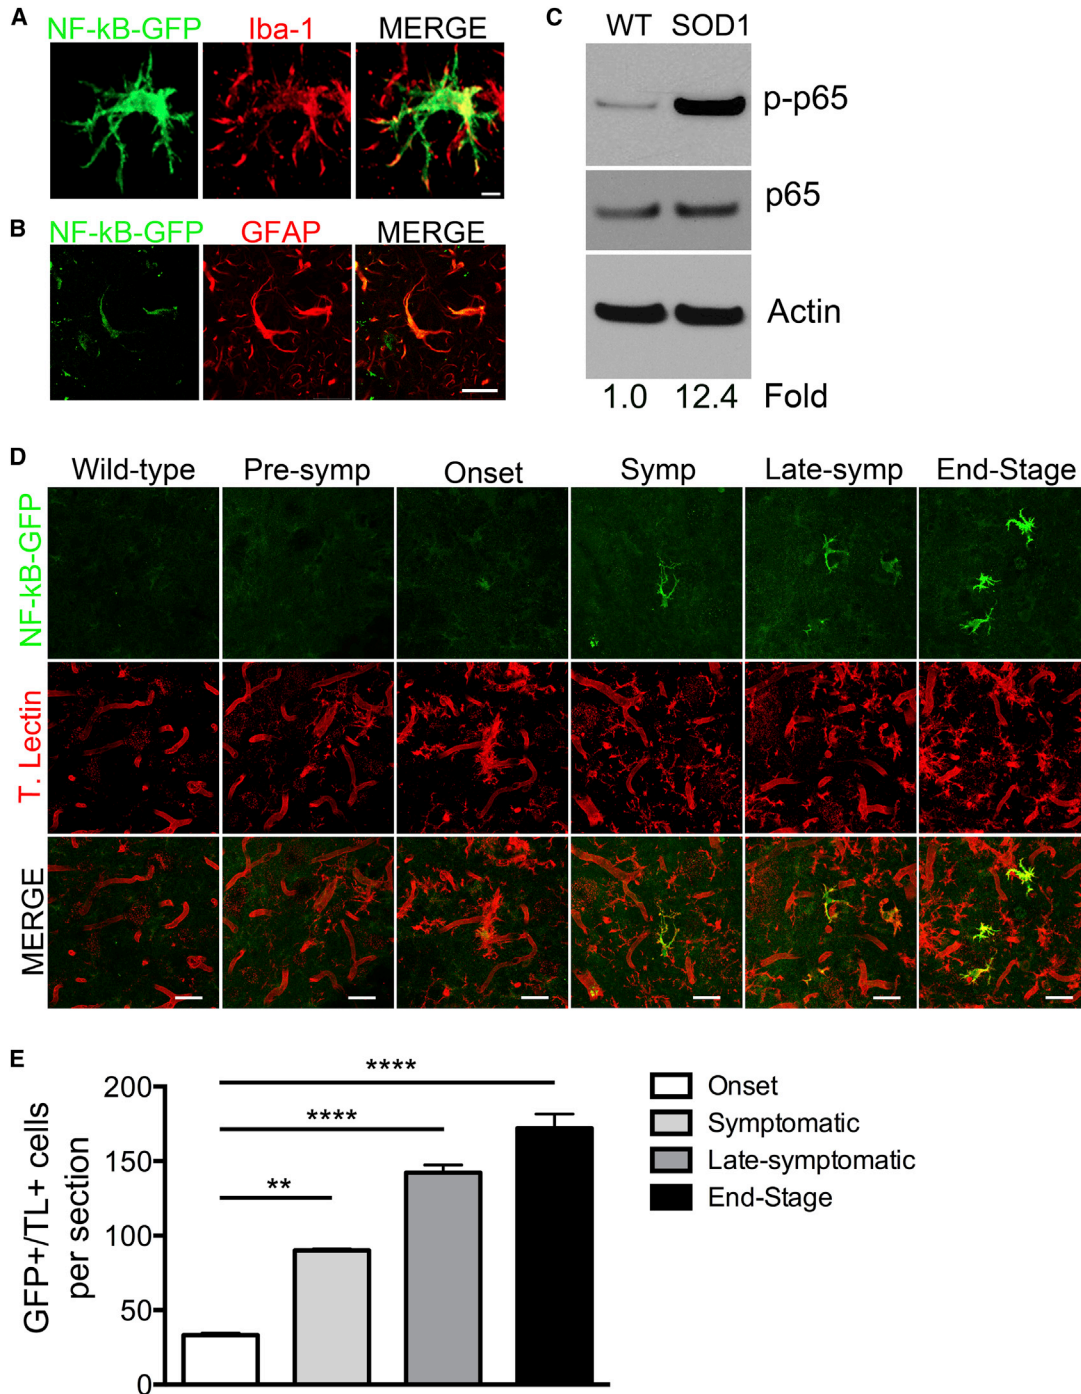 A
NF-kB-GFP Iba-1 MERGE
B
NF-kB-GFP GFAP MERGE
C
WT SOD1
p-p65
p65
Actin
1.0 12.4 Fold
D
Wild-type Pre-symp Onset Symp Late-symp End-Stage
NF-kB-GFP
T. Lectin
MERGE
E
GFP+/TL+ cells
per section
200
150
100
50
0
**
****
****
Onset
Symptomatic
Late-symptomatic
End-Stage